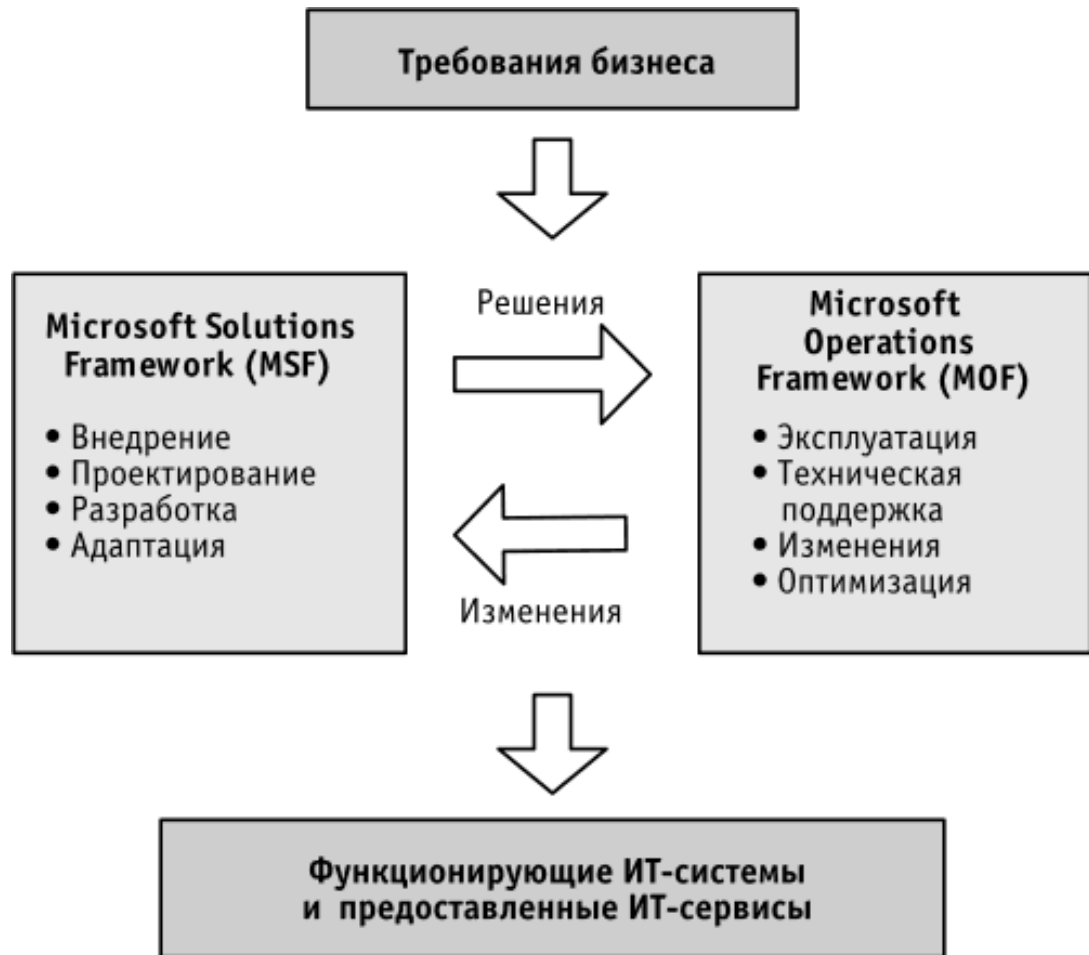 Требования бизнеса
Microsoft Solutions
Framework (MSF)
• Внедрение
• Проектирование
• Разработка
• Адаптация
Решения
Изменения
Microsoft
Operations
Framework (MOF)
• Эксплуатация
• Техническая
поддержка
• Изменения
• Оптимизация
Функционирующие ИТ-системы
и предоставленные ИТ-сервисы